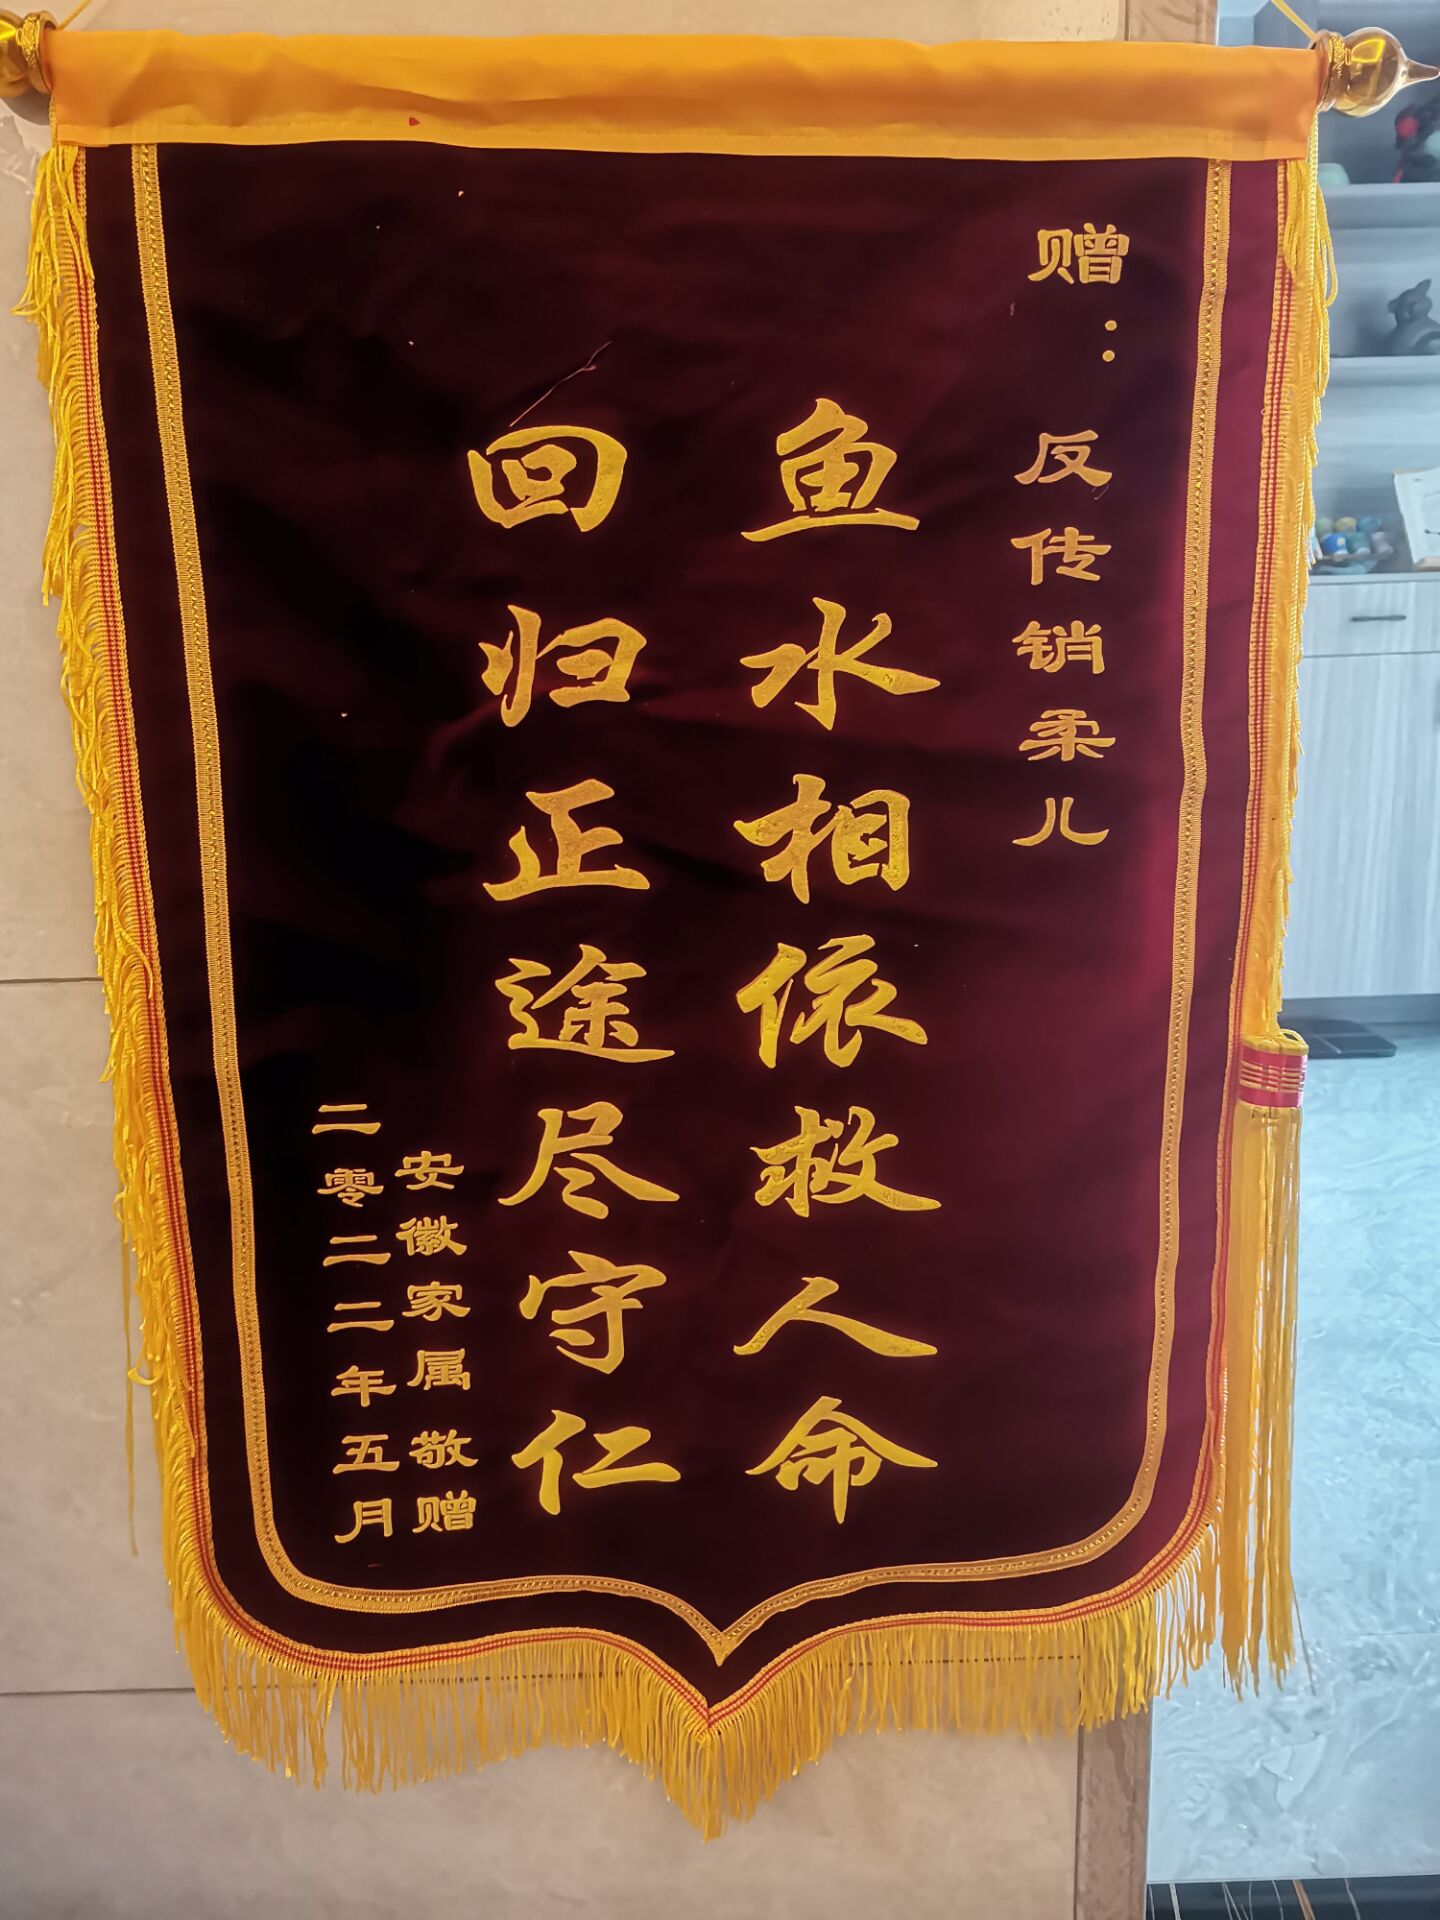 赠：反传销柔儿
鱼水相依救人命
回归正途尽守仁
安徽家属敬赠
二零二二年五月